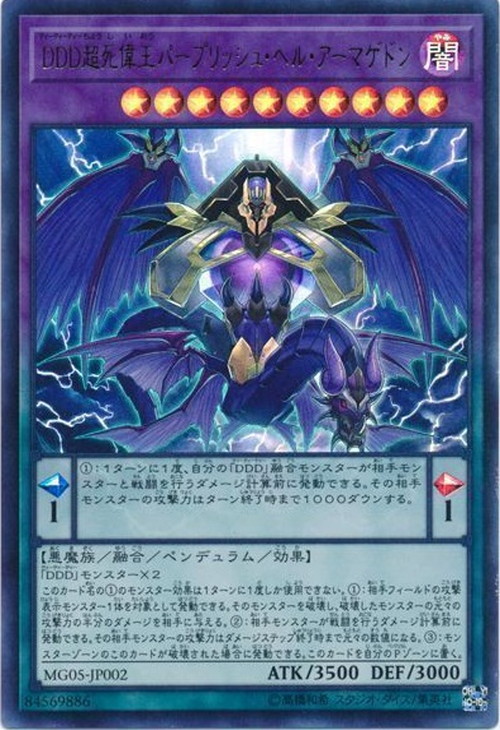 DDD超死偉王パープリッシュ・ヘル・アーマゲドン
闇
①:1ターンに1度、自分の「DDD」融合モンスターが相手モン
スターと戦闘を行うダメージ計算前に発動できる。その相手
モンスターの攻撃力はターン終了時まで1000ダウンする。
1
1
【悪魔族/融合/ペンデュラム/効果】
「DDD」モンスター×2
このカード名の①のモンスター効果は1ターンに1度しか使用できない。①:相手フィールドの攻撃
表示モンスター1体を対象として発動できる。そのモンスターを破壊し、破壊したモンスターの元々の
攻撃力の半分のダメージを相手に与える。②:相手モンスターが戦闘を行うダメージ計算前に
発動できる。その相手モンスターの攻撃力はダメージステップ終了時まで元々の数値になる。③:モ
ンスターゾーンのこのカードが破壊された場合に発動できる。このカードを自分のPゾーンに置く。
MG05-JP002
ATK/3500 DEF/3000
84569886
©高橋和希 スタジオ・ダイス/集英社